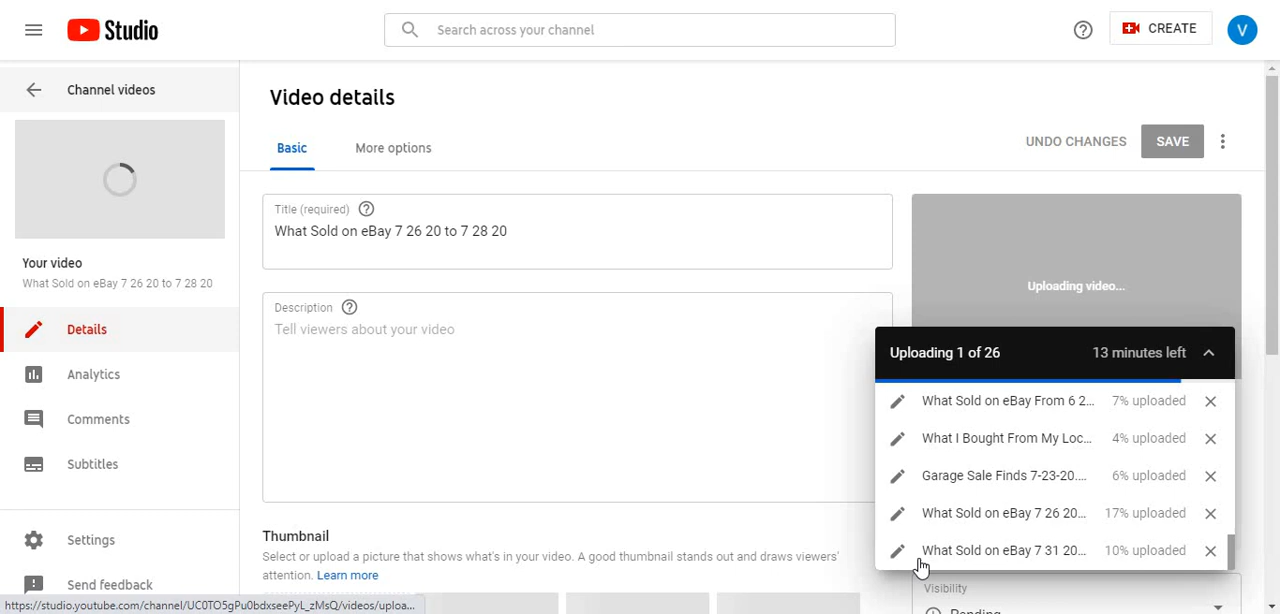 Studio
Search across your channel
CREATE
V
Channel videos
Your video
What Sold on eBay 7 26 20 to 7 28 20
Details
Analytics
Comments
Subtitles
Settings
Send feedback
Video details
Basic
More options
UNDO CHANGES
SAVE
Title (required)
What Sold on eBay 7 26 20 to 7 28 20
Description
Tell viewers about your video
Thumbnail
Select or upload a picture that shows what's in your video. A good thumbnail stands out and draws viewers'
attention. Learn more
Uploading video...
Uploading 1 of 26 13 minutes left
What Sold on eBay From 6 2... 7% uploaded
What I Bought From My Loc... 4% uploaded
Garage Sale Finds 7-23-20.... 6% uploaded
What Sold on eBay 7 26 20... 17% uploaded
What Sold on eBay 7 31 20... 10% uploaded
Visibility
Pending
https://studio.youtube.com/channel/UC0TO5gPu0bdxseePyL_zMsQ/videos/uploa...